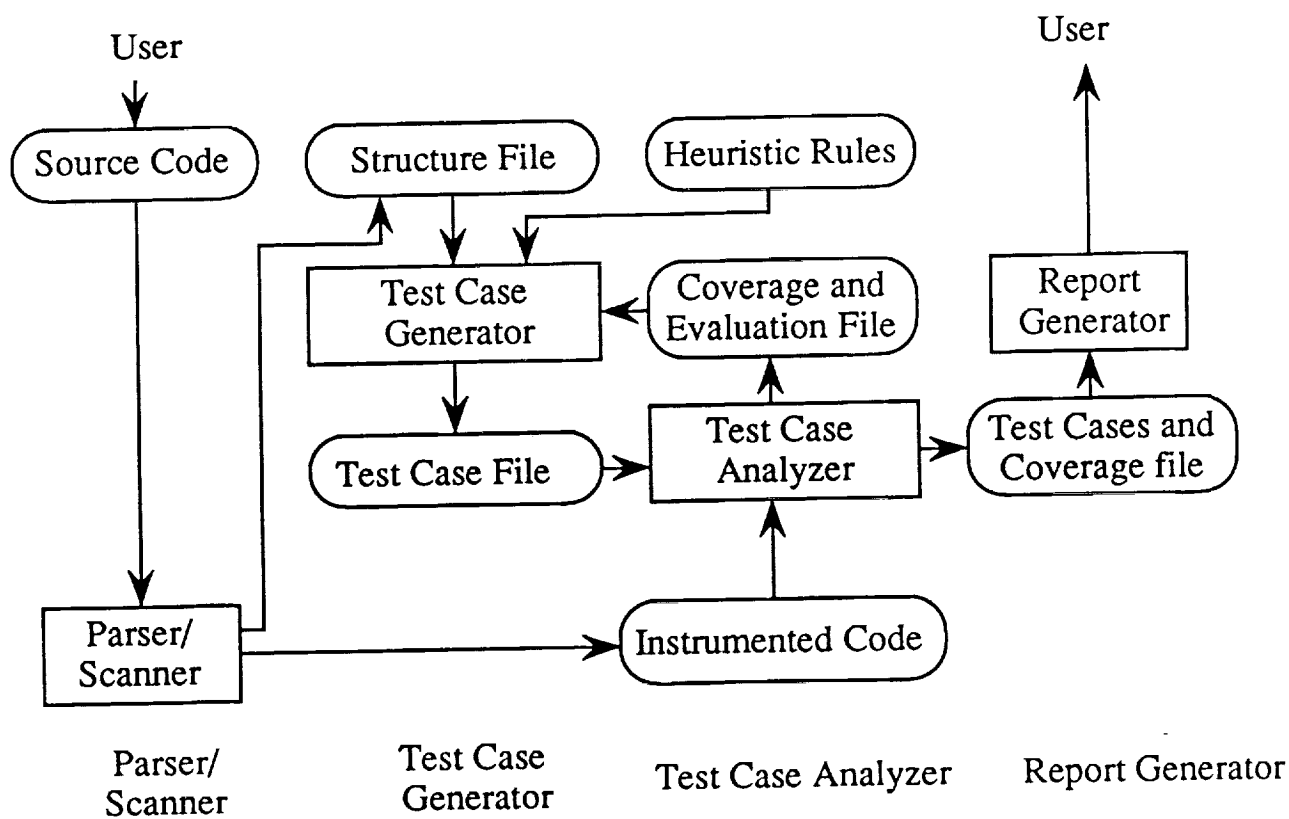 User
User
Source Code
Structure File
Heuristic Rules
Test Case
Generator
Coverage and
Evaluation File
Report
Generator
Test Case File
Test Case
Analyzer
Test Cases and
Coverage file
Parser/
Scanner
Instrumented Code
Parser/
Scanner
Test Case
Generator
Test Case Analyzer
Report Generator